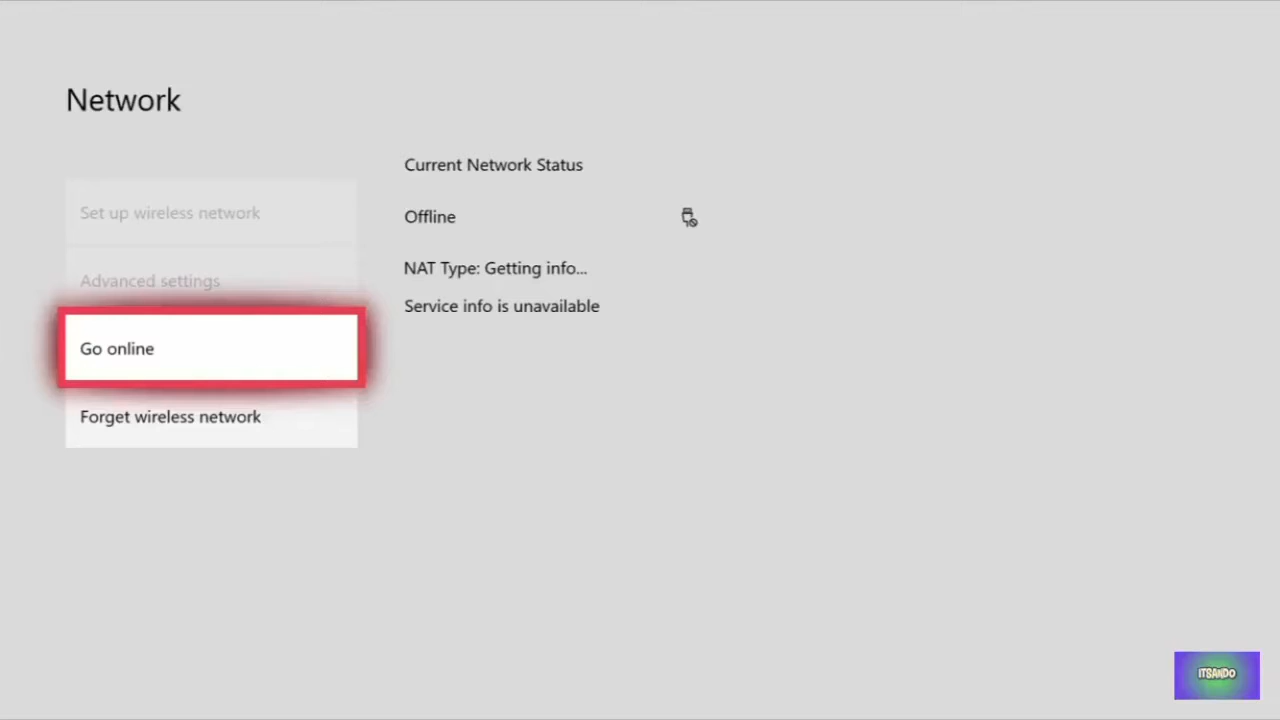 Network
Set up wireless network
Advanced settings
Go online
Forget wireless network
Current Network Status
Offline
NAT Type: Getting info...
Service info is unavailable
ITSANDO